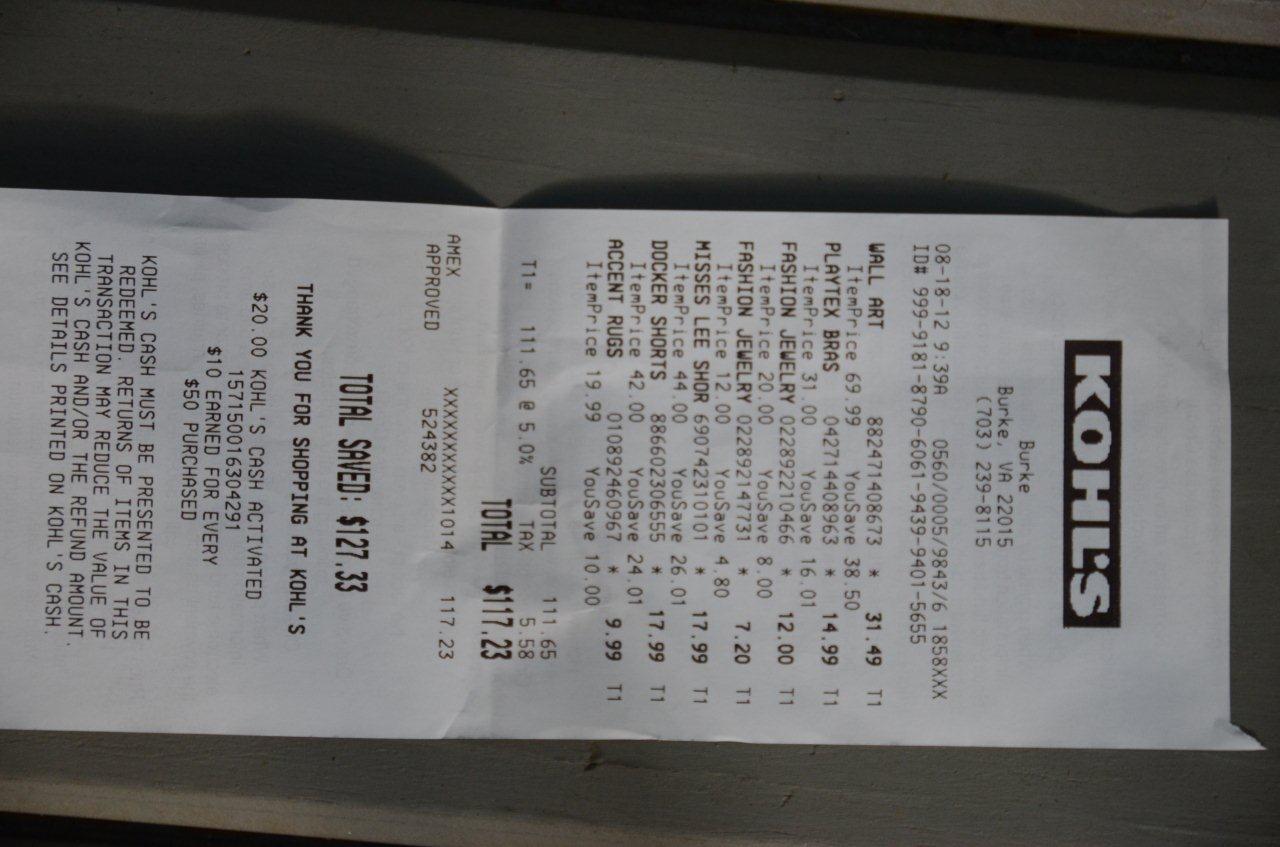 KOHL'S
Burke
Burke, VA 22015
(703) 239-8115
08-18-12 9:39A 0560/0005/9843/6 1858XXX
ID# 999-9181-8790-6061-9439-9401-5655
WALL ART 882471408673 * 31.49 T1
ItemPrice 69.99 YouSave 38.50
PLAYTEX BRAS 042714408963 * 14.99 T1
ItemPrice 31.00 YouSave 16.01
FASHION JEWELRY 022892210466 * 12.00 T1
ItemPrice 20.00 YouSave 8.00
FASHION JEWELRY 022892147731 * 7.20 T1
ItemPrice 12.00 YouSave 4.80
MISSES LEE SHOR 690742310101 * 17.99 T1
ItemPrice 44.00 YouSave 26.01
DOCKER SHORTS 886602306555 * 17.99 T1
ItemPrice 42.00 YouSave 24.01
ACCENT RUGS 010892460967 * 9.99 T1
ItemPrice 19.99 YouSave 10.00
SUBTOTAL 111.65
T1= 111.65 @ 5.0% TAX 5.58
TOTAL $117.23
AMEX XXXXXXXXXXX1014 117.23
APPROVED 524382
TOTAL SAVED: $127.33
THANK YOU FOR SHOPPING AT KOHL'S
$20.00 KOHL'S CASH ACTIVATED
157150016304291
$10 EARNED FOR EVERY
$50 PURCHASED
KOHL'S CASH MUST BE PRESENTED TO BE
REDEEMED. RETURNS OF ITEMS IN THIS
TRANSACTION MAY REDUCE THE VALUE OF
KOHL'S CASH AND/OR THE REFUND AMOUNT.
SEE DETAILS PRINTED ON KOHL'S CASH.